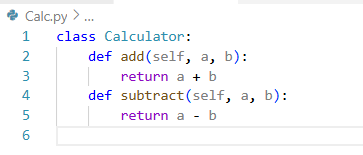 Calc.py > ...
1 class Calculator:
2     def add(self, a, b):
3         return a + b
4     def subtract(self, a, b):
5         return a - b
6